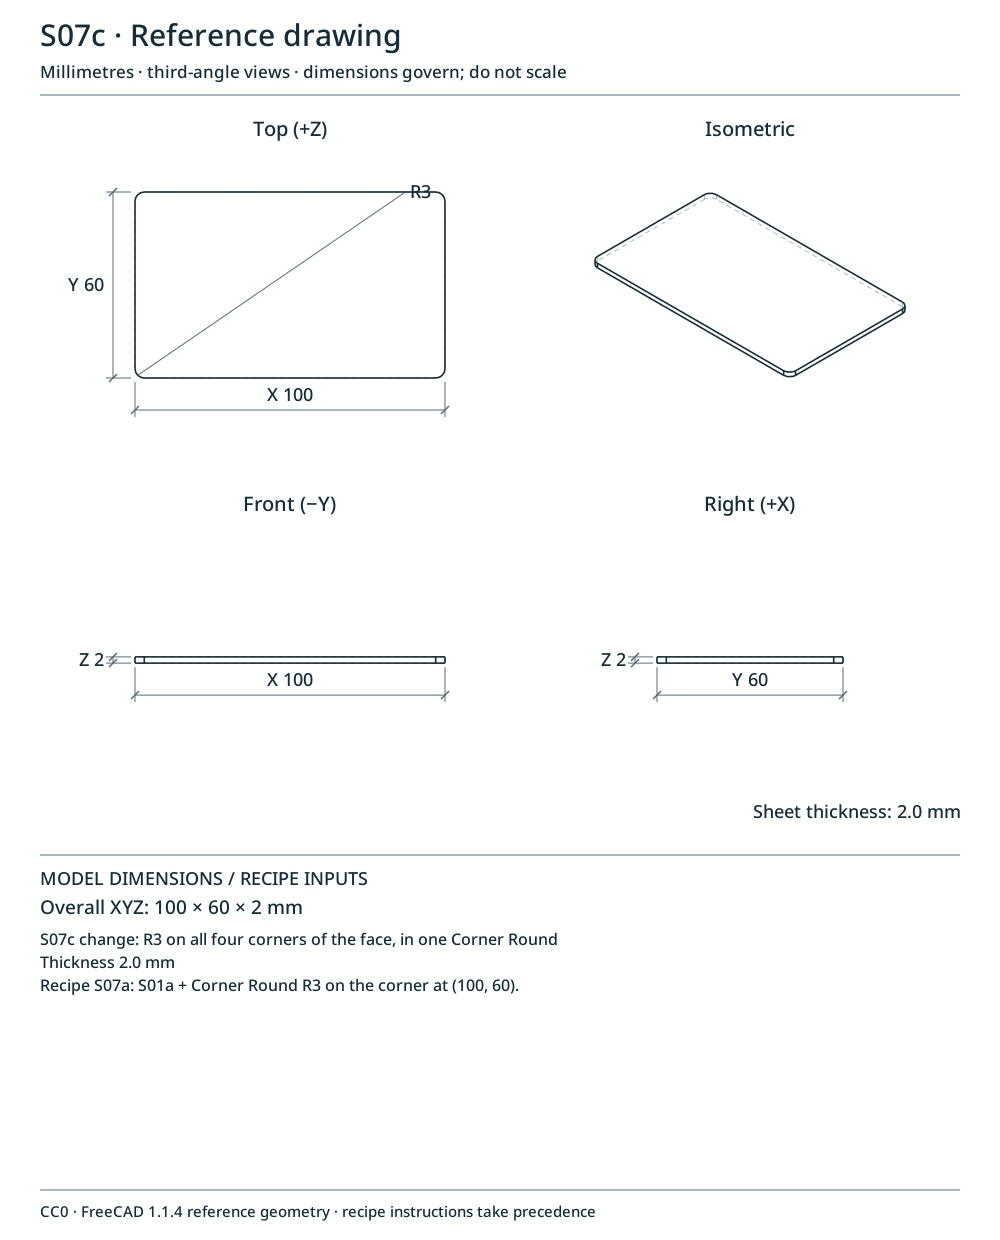 S07c · Reference drawing
Millimetres · third-angle views · dimensions govern; do not scale
Top (+Z)
Isometric
R3
Y 60
X 100
Front (−Y)
Right (+X)
Z 2
X 100
Z 2
Y 60
Sheet thickness: 2.0 mm
MODEL DIMENSIONS / RECIPE INPUTS
Overall XYZ: 100 × 60 × 2 mm
S07c change: R3 on all four corners of the face, in one Corner Round
Thickness 2.0 mm
Recipe S07a: S01a + Corner Round R3 on the corner at (100, 60).
CC0 · FreeCAD 1.1.4 reference geometry · recipe instructions take precedence